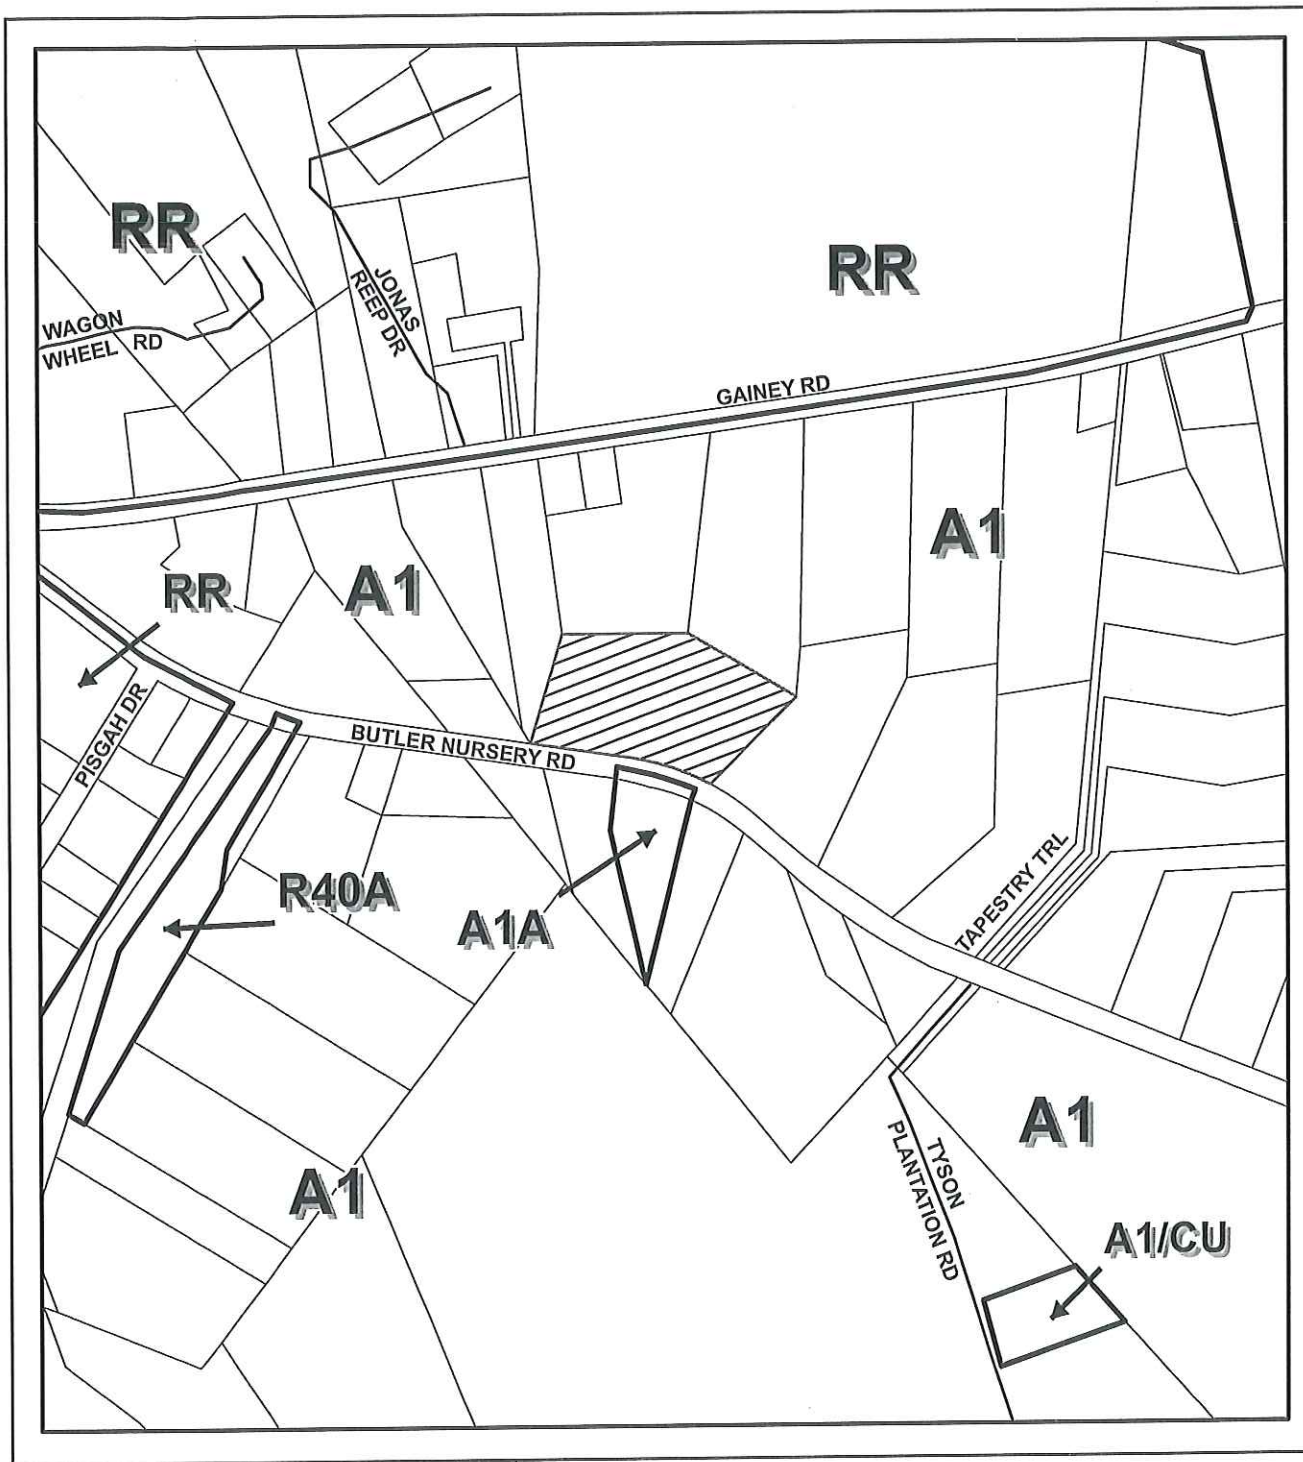 RR
RR
JONAS
REEP DR
WAGON
WHEEL RD
GAINEY RD
A1
A1
RR
PISGAH DR
BUTLER NURSERY RD
R40A
A1A
TAPESTRY TRL
A1
A1
TYSON
PLANTATION RD
A1/CU